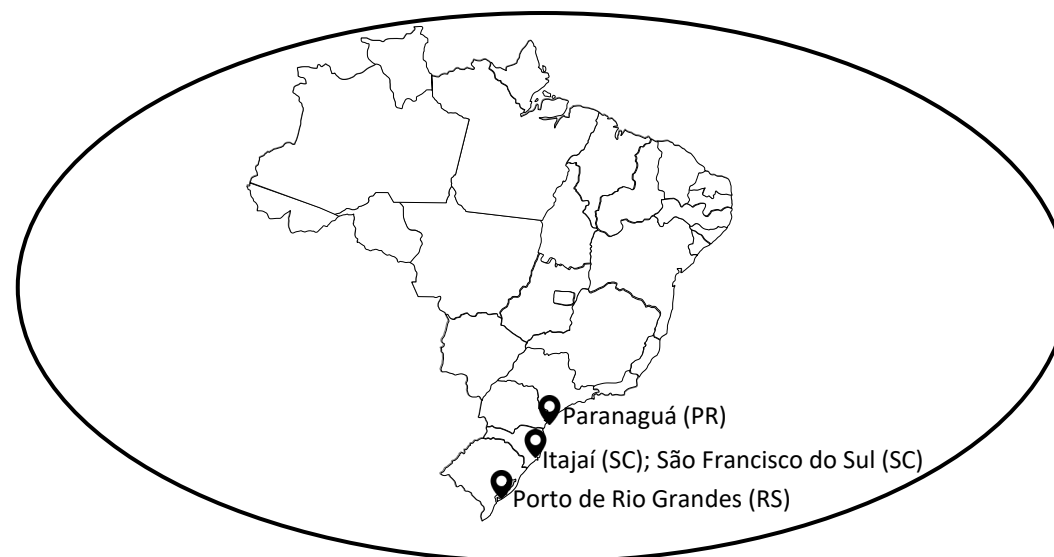 Paranaguá (PR)
Itajaí (SC); São Francisco do Sul (SC)
Porto de Rio Grandes (RS)